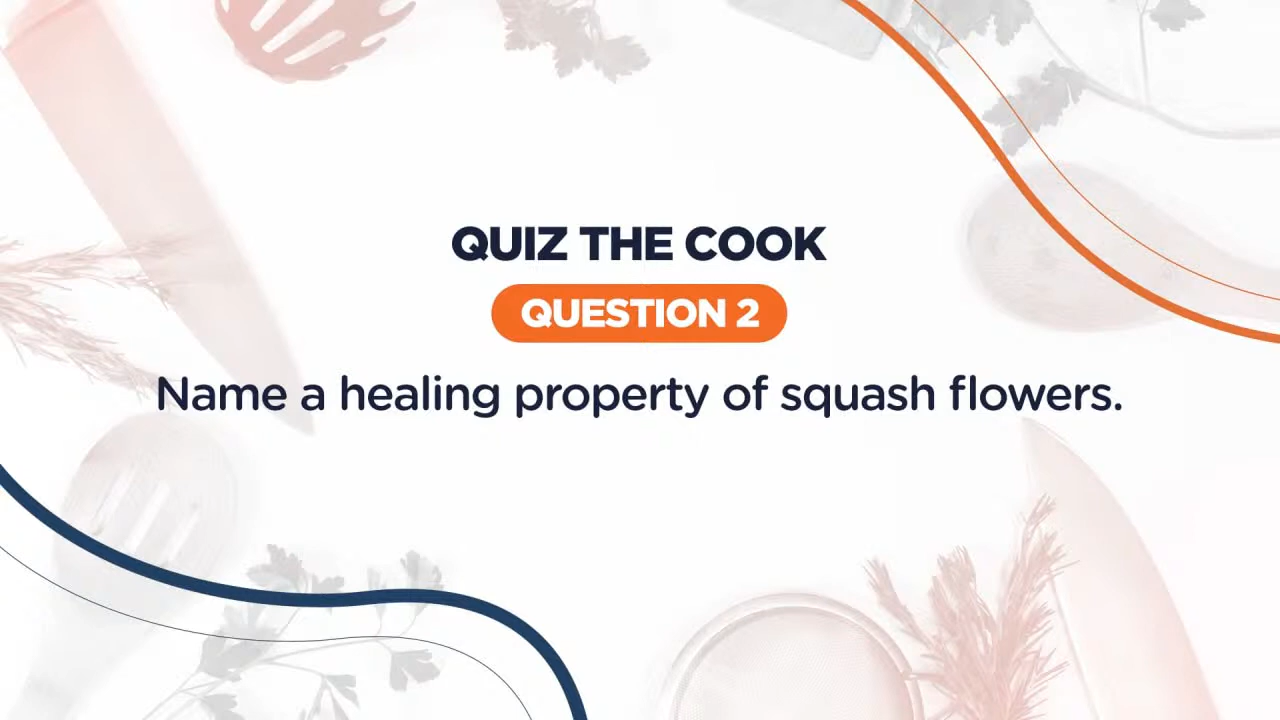 QUIZ THE COOK
QUESTION 2
Name a healing property of squash flowers.